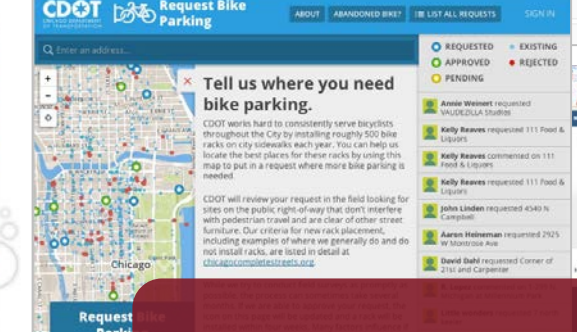 CDOT
CHICAGO DEPARTMENT
OF TRANSPORTATION
Request Bike
Parking
ABOUT
ABANDONED BIKE?
LIST ALL REQUESTS
SIGN IN
Enter an address...
REQUESTED
EXISTING
APPROVED
REJECTED
PENDING
+
-
×
Tell us where you need
bike parking.
CDOT works hard to consistently serve bicyclists
throughout the City by installing roughly 500 bike
racks on city sidewalks each year. You can help us
locate the best places for these racks by using this
map to put in a request where more bike parking is
needed.
CDOT will review your request in the field looking for
sites on the public right-of-way that don't interfere
with pedestrian travel and are clear of other street
furniture. Our criteria for new rack placement,
including examples of where we generally do and do
not install racks, are listed in detail at
chicagocompletestreets.org.
Annie Weinert requested
VAUDEZILLA Studios
Kelly Reaves requested 111 Food &
Liquors
Kelly Reaves commented on 111
Food & Liquors
Kelly Reaves requested 111 Food &
Liquors
John Linden requested 4540 N
Campbell
Aaron Heineman requested 2925
W Montrose Ave
David Dahl requested Corner of
21st and Carpenter
Chicago
Request Bike